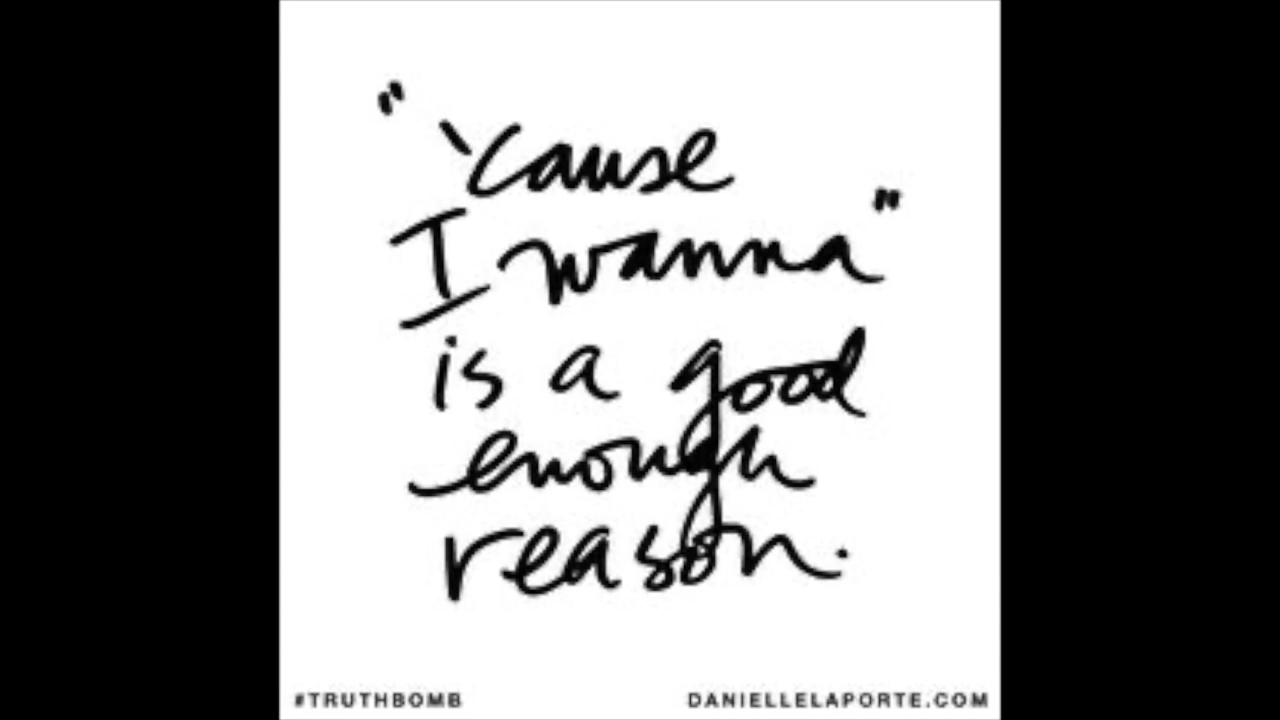 "'cause
I wanna"
is a good
enough
reason.
#TRUTHBOMB DANIELLELAPORTE.COM